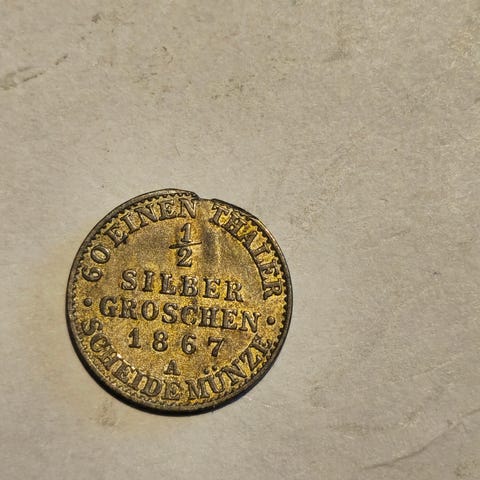 60 EINEN THALER
1/2
SILBER
GROSCHEN
1867
A
· SCHEIDEMÜNZE ·